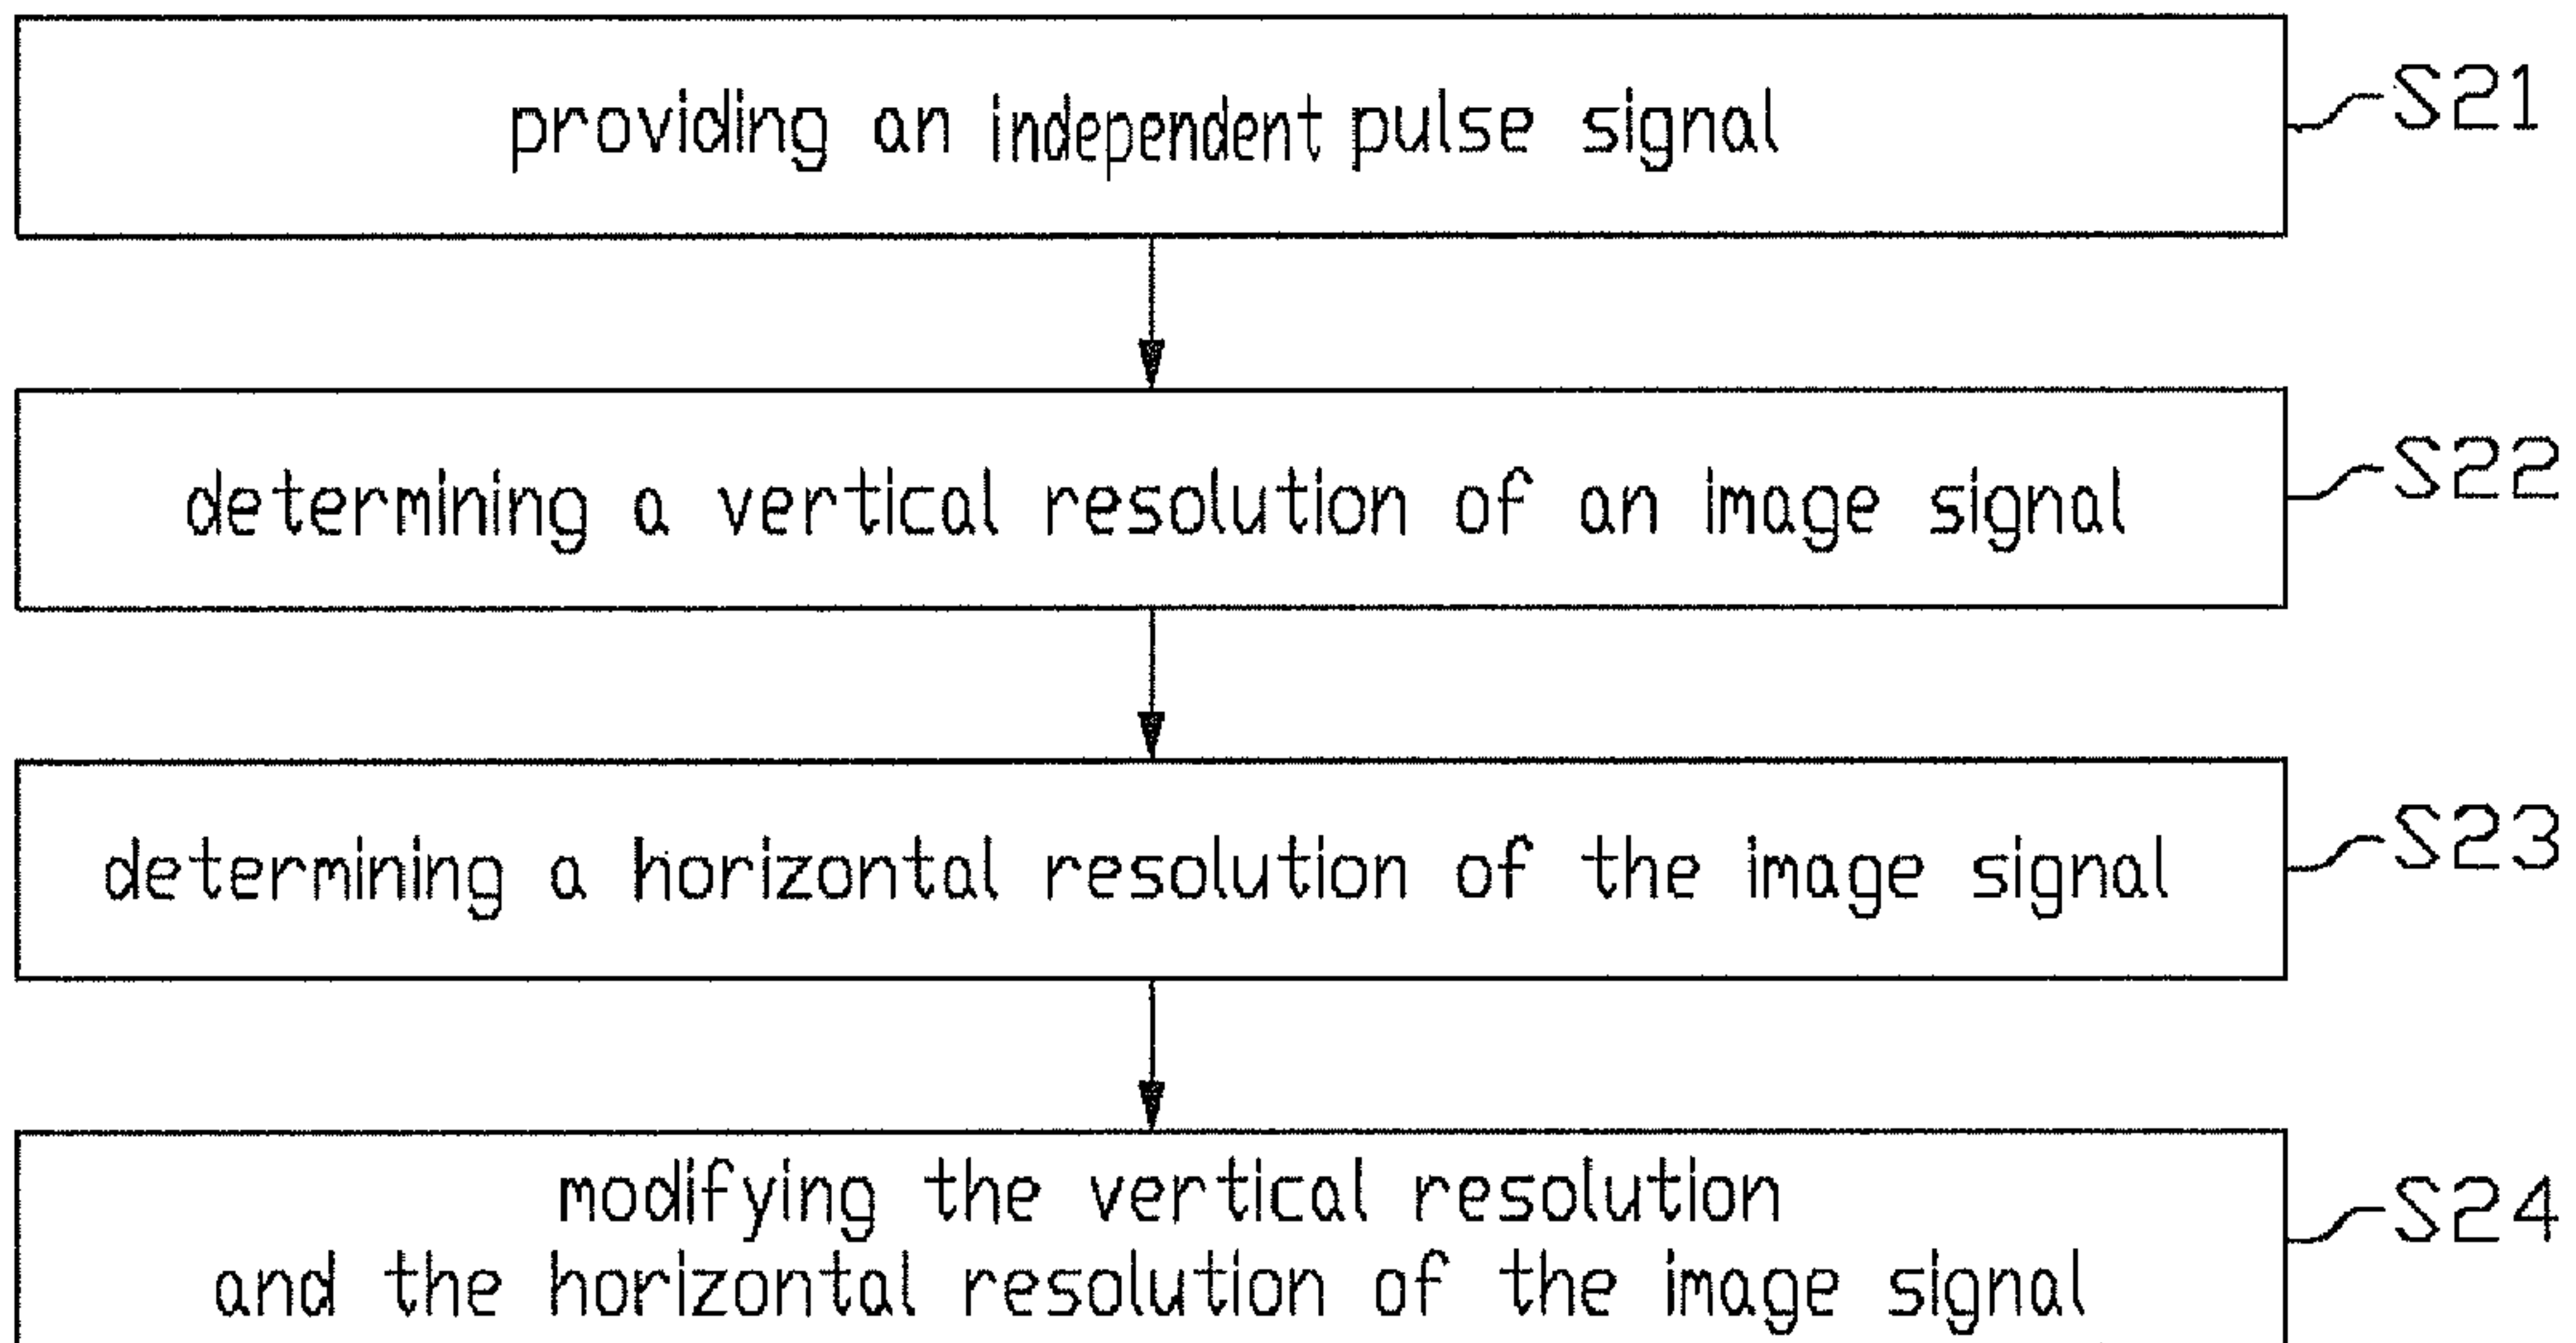 providing an independent pulse signal
S21
determining a vertical resolution of an image signal
S22
determining a horizontal resolution of the image signal
S23
modifying the vertical resolution
and the horizontal resolution of the image signal
S24